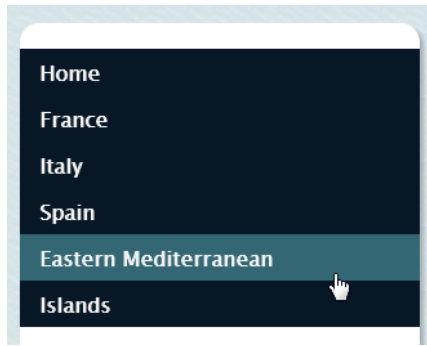 Home
France
Italy
Spain
Eastern Mediterranean
Islands